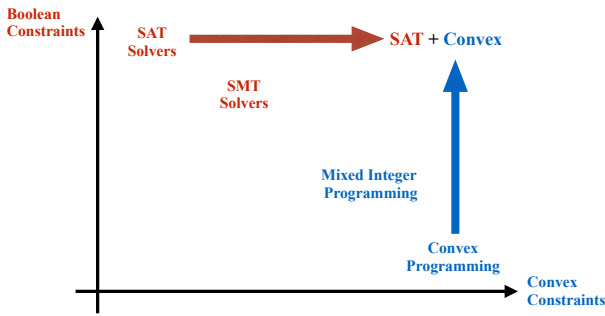 Boolean
Constraints
SAT
Solvers
SAT + Convex
SMT
Solvers
Mixed Integer
Programming
Convex
Programming
Convex
Constraints